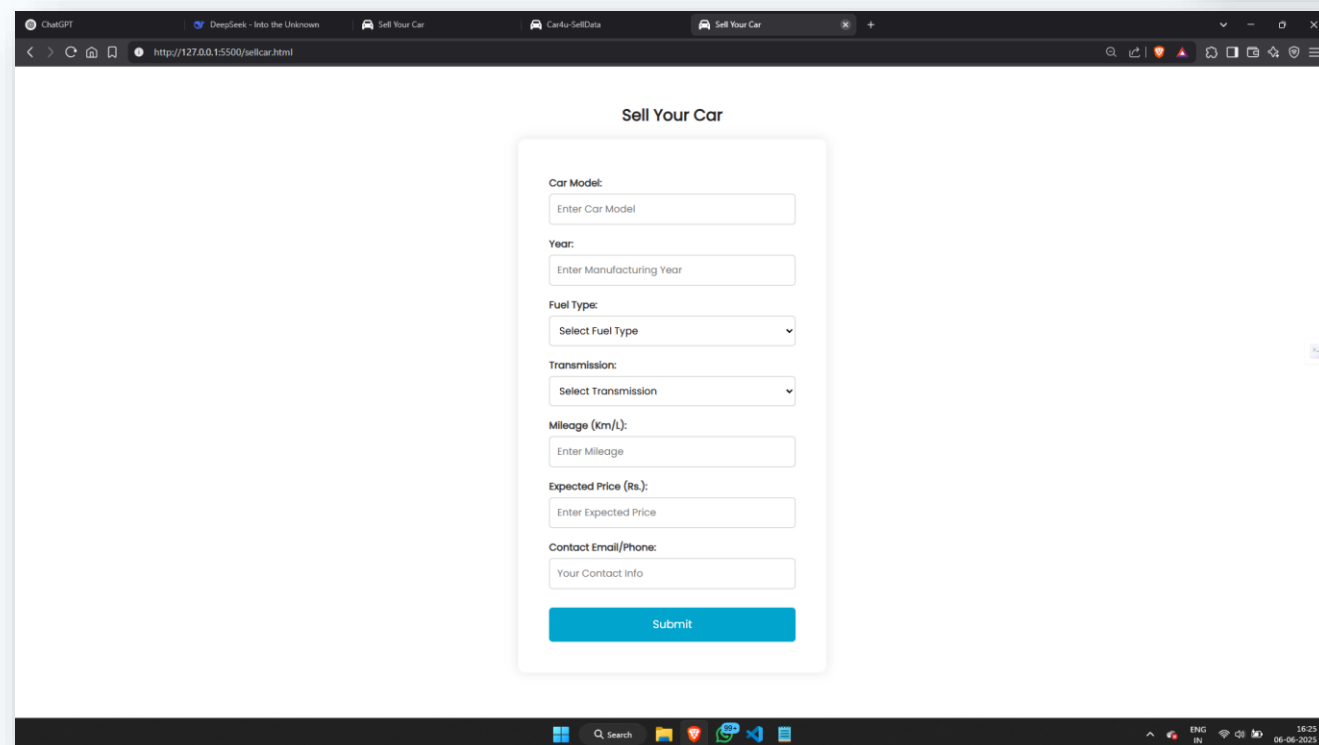 ChatGPT
DeepSeek - Into the Unknown
Sell Your Car
Car4u-SellData
Sell Your Car
http://127.0.0.1:5500/sellcar.html
Sell Your Car
Car Model:
Enter Car Model
Year:
Enter Manufacturing Year
Fuel Type:
Select Fuel Type
Transmission:
Select Transmission
Mileage (Km/L):
Enter Mileage
Expected Price (Rs.):
Enter Expected Price
Contact Email/Phone:
Your Contact Info
Submit
Search
99+
ENG
IN
16:25
06-06-2025